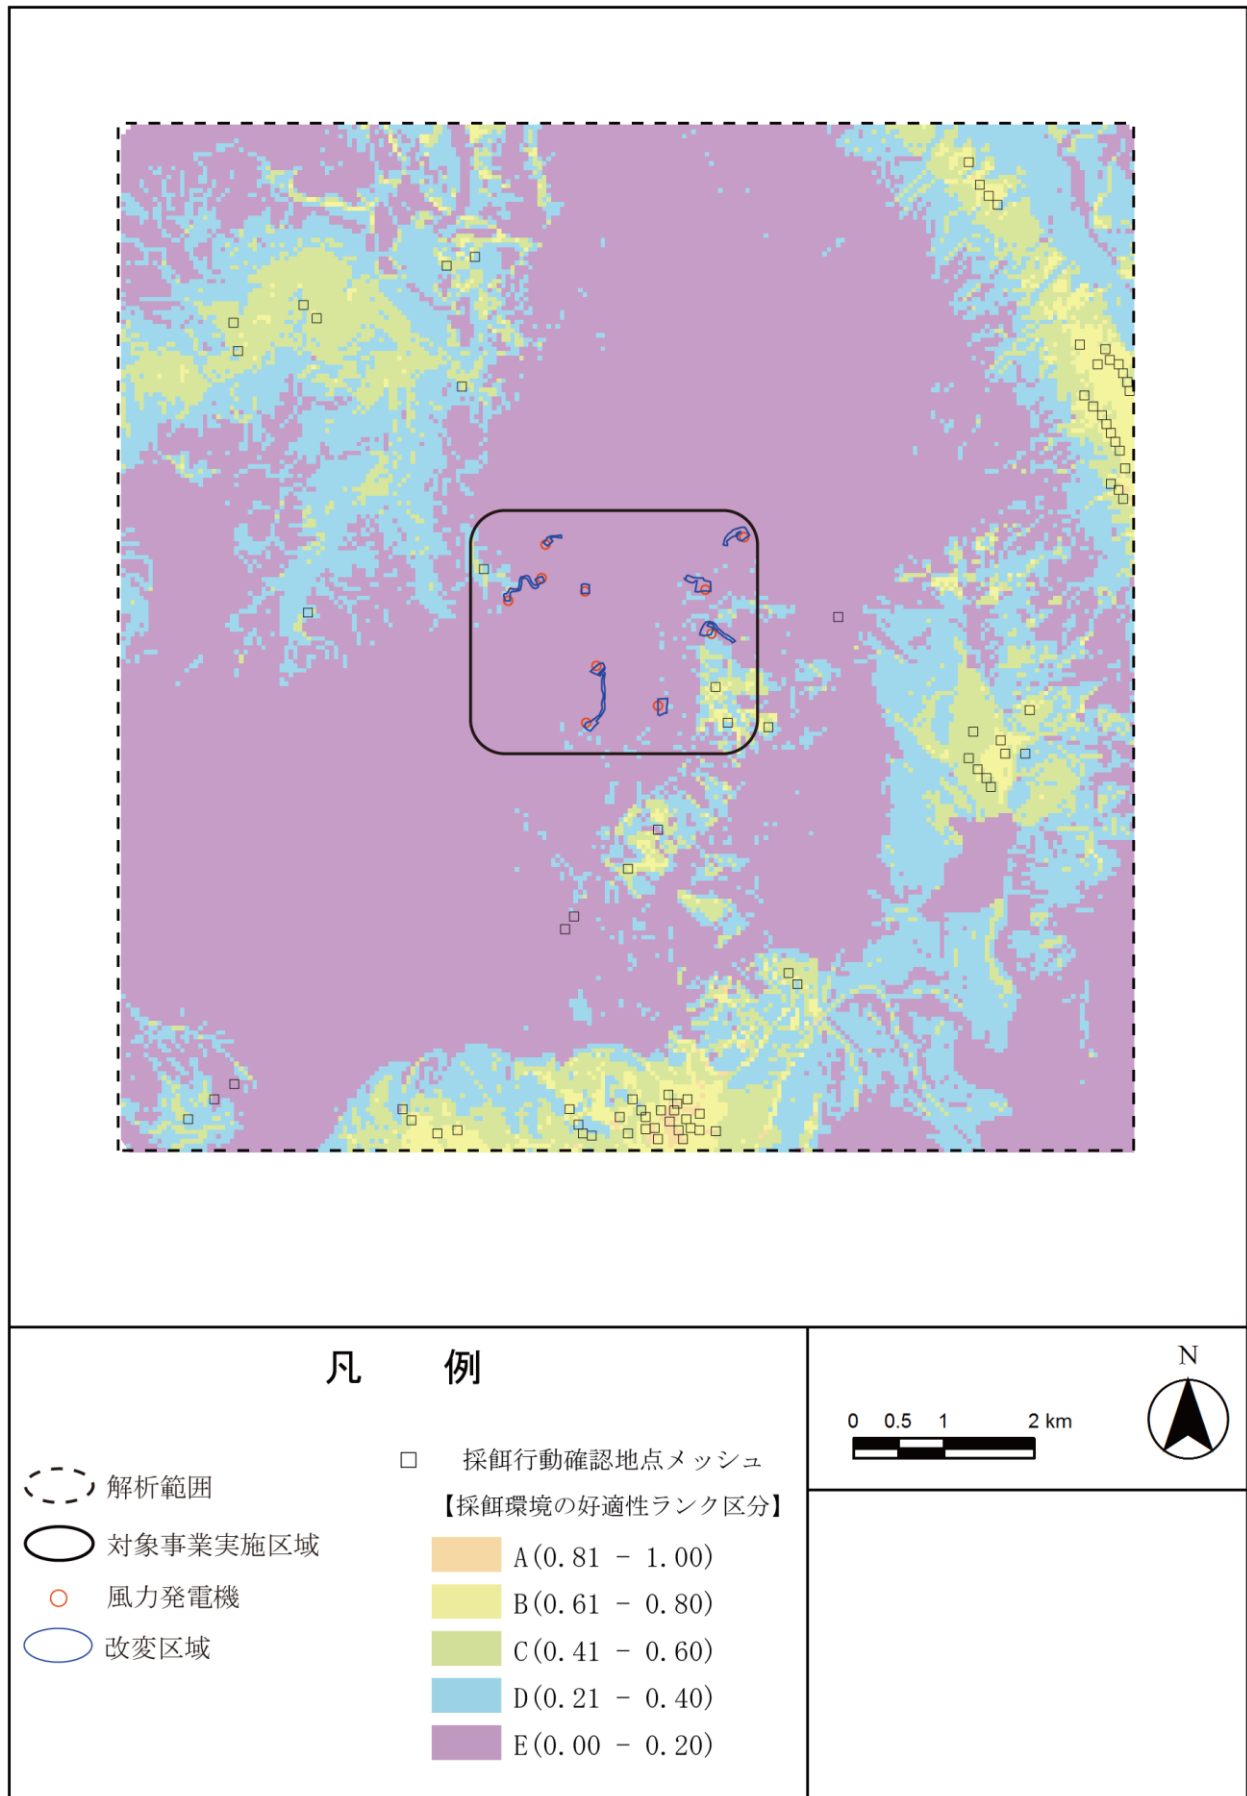 凡 例
解析範囲
対象事業実施区域
風力発電機
改変区域
採餌行動確認地点メッシュ
【採餌環境の好適性ランク区分】
A(0.81 - 1.00)
B(0.61 - 0.80)
C(0.41 - 0.60)
D(0.21 - 0.40)
E(0.00 - 0.20)
0 0.5 1 2 km
N